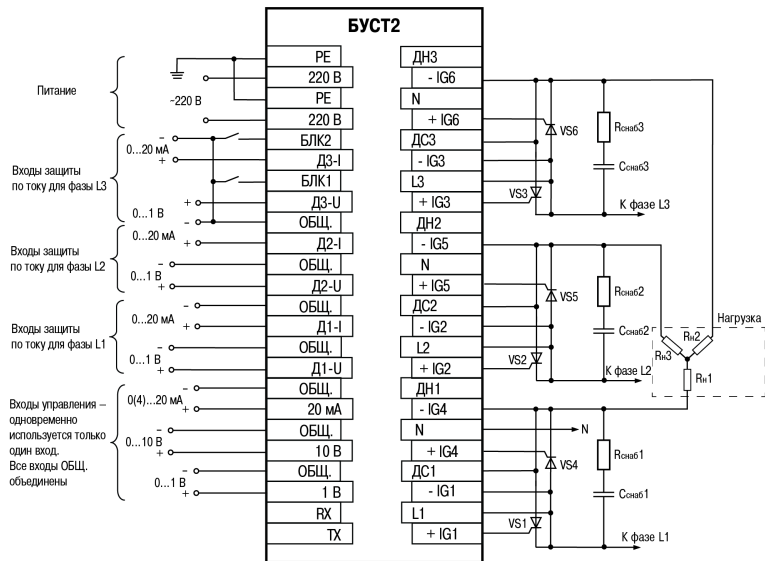 БУСТ2
PE
220 В
PE
220 В
БЛК2
Д3-I
БЛК1
Д3-U
ОБЩ.
Д2-I
ОБЩ.
Д2-U
ОБЩ.
Д1-I
ОБЩ.
Д1-U
ОБЩ.
20 мА
ОБЩ.
10 В
ОБЩ.
1 В
RX
TX
ДН3
- IG6
N
+ IG6
ДС3
- IG3
L3
+ IG3
ДН2
- IG5
N
+ IG5
ДС2
- IG2
L2
+ IG2
ДН1
- IG4
N
+ IG4
ДС1
- IG1
L1
+ IG1
Питание
~220 В
Входы защиты
по току для фазы L3
–
0...20 мА
+
+
0...1 В
–
Входы защиты
по току для фазы L2
0...20 мА
+
–
0...1 В
+
Входы защиты
по току для фазы L1
–
0...20 мА
+
–
0...1 В
+
Входы управления –
одновременно
используется только
один вход.
Все входы ОБЩ.
объединены
–
0(4)...20 мА
+
–
0...10 В
+
–
0...1 В
+
VS6
Rснаб3
Cснаб3
VS3
К фазе L3
VS5
Rснаб2
Cснаб2
VS2
К фазе L2
Нагрузка
Rн2
Rн3
Rн1
N
VS4
Rснаб1
Cснаб1
VS1
К фазе L1